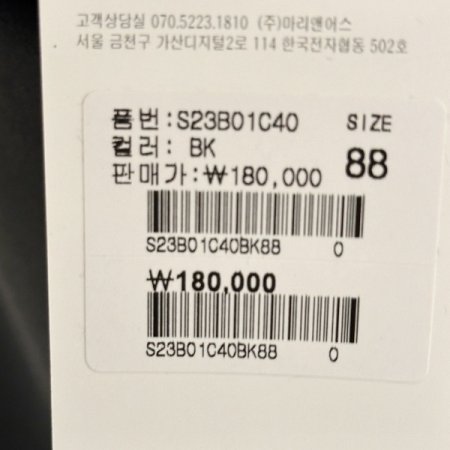 고객상담실 070.5223.1810 (주)마리앤어스
서울 금천구 가산디지털2로 114 한국전자협동 502호
품번:S23B01C40 SIZE
컬러: BK 88
판매가:₩180,000
S23B01C40BK88 0
₩180,000
S23B01C40BK88 0